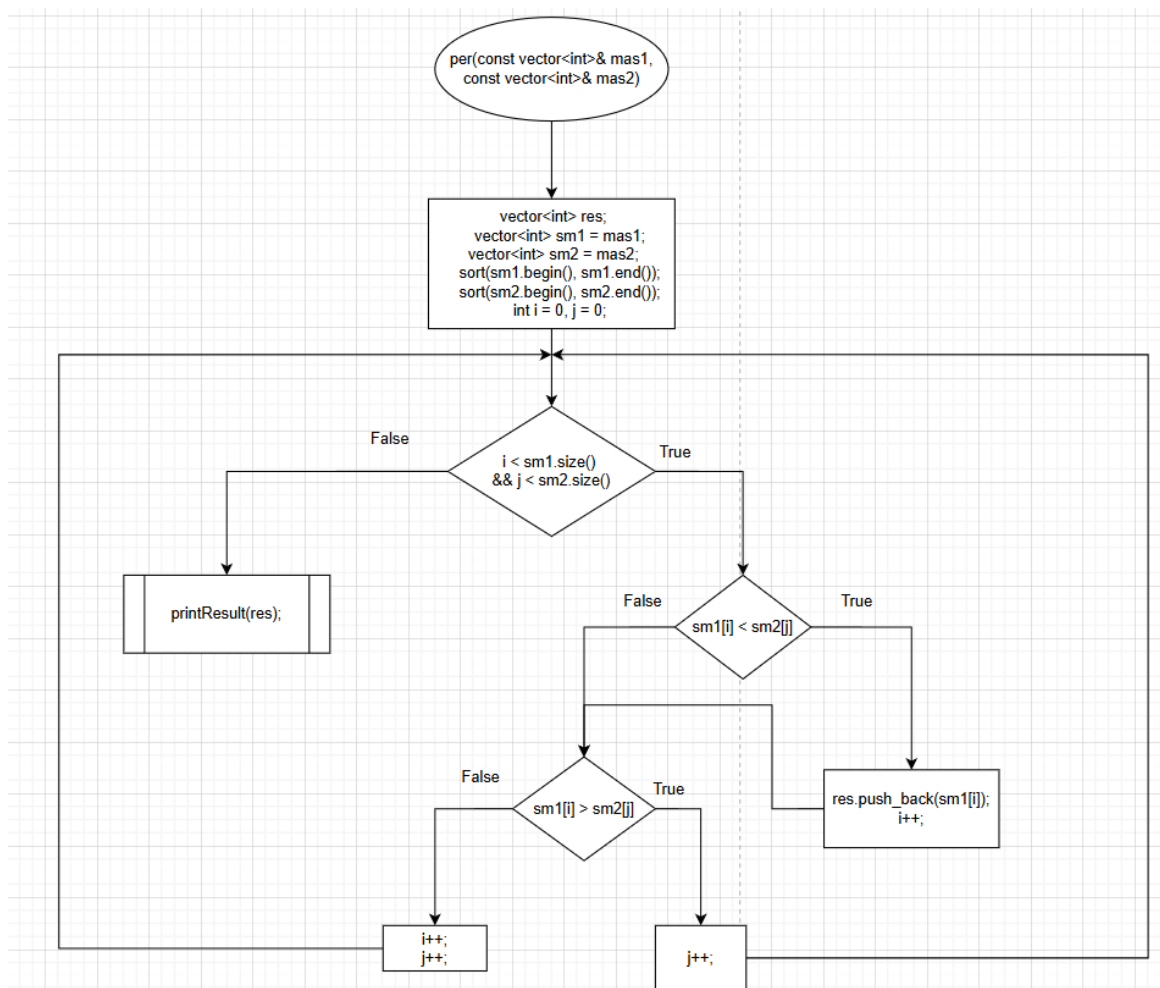 per(const vector<int>& mas1,
const vector<int>& mas2)
vector<int> res;
vector<int> sm1 = mas1;
vector<int> sm2 = mas2;
sort(sm1.begin(), sm1.end());
sort(sm2.begin(), sm2.end());
int i = 0, j = 0;
False
True
i < sm1.size()
&& j < sm2.size()
printResult(res);
False
True
sm1[i] < sm2[j]
False
True
sm1[i] > sm2[j]
res.push_back(sm1[i]);
i++;
i++;
j++;
j++;